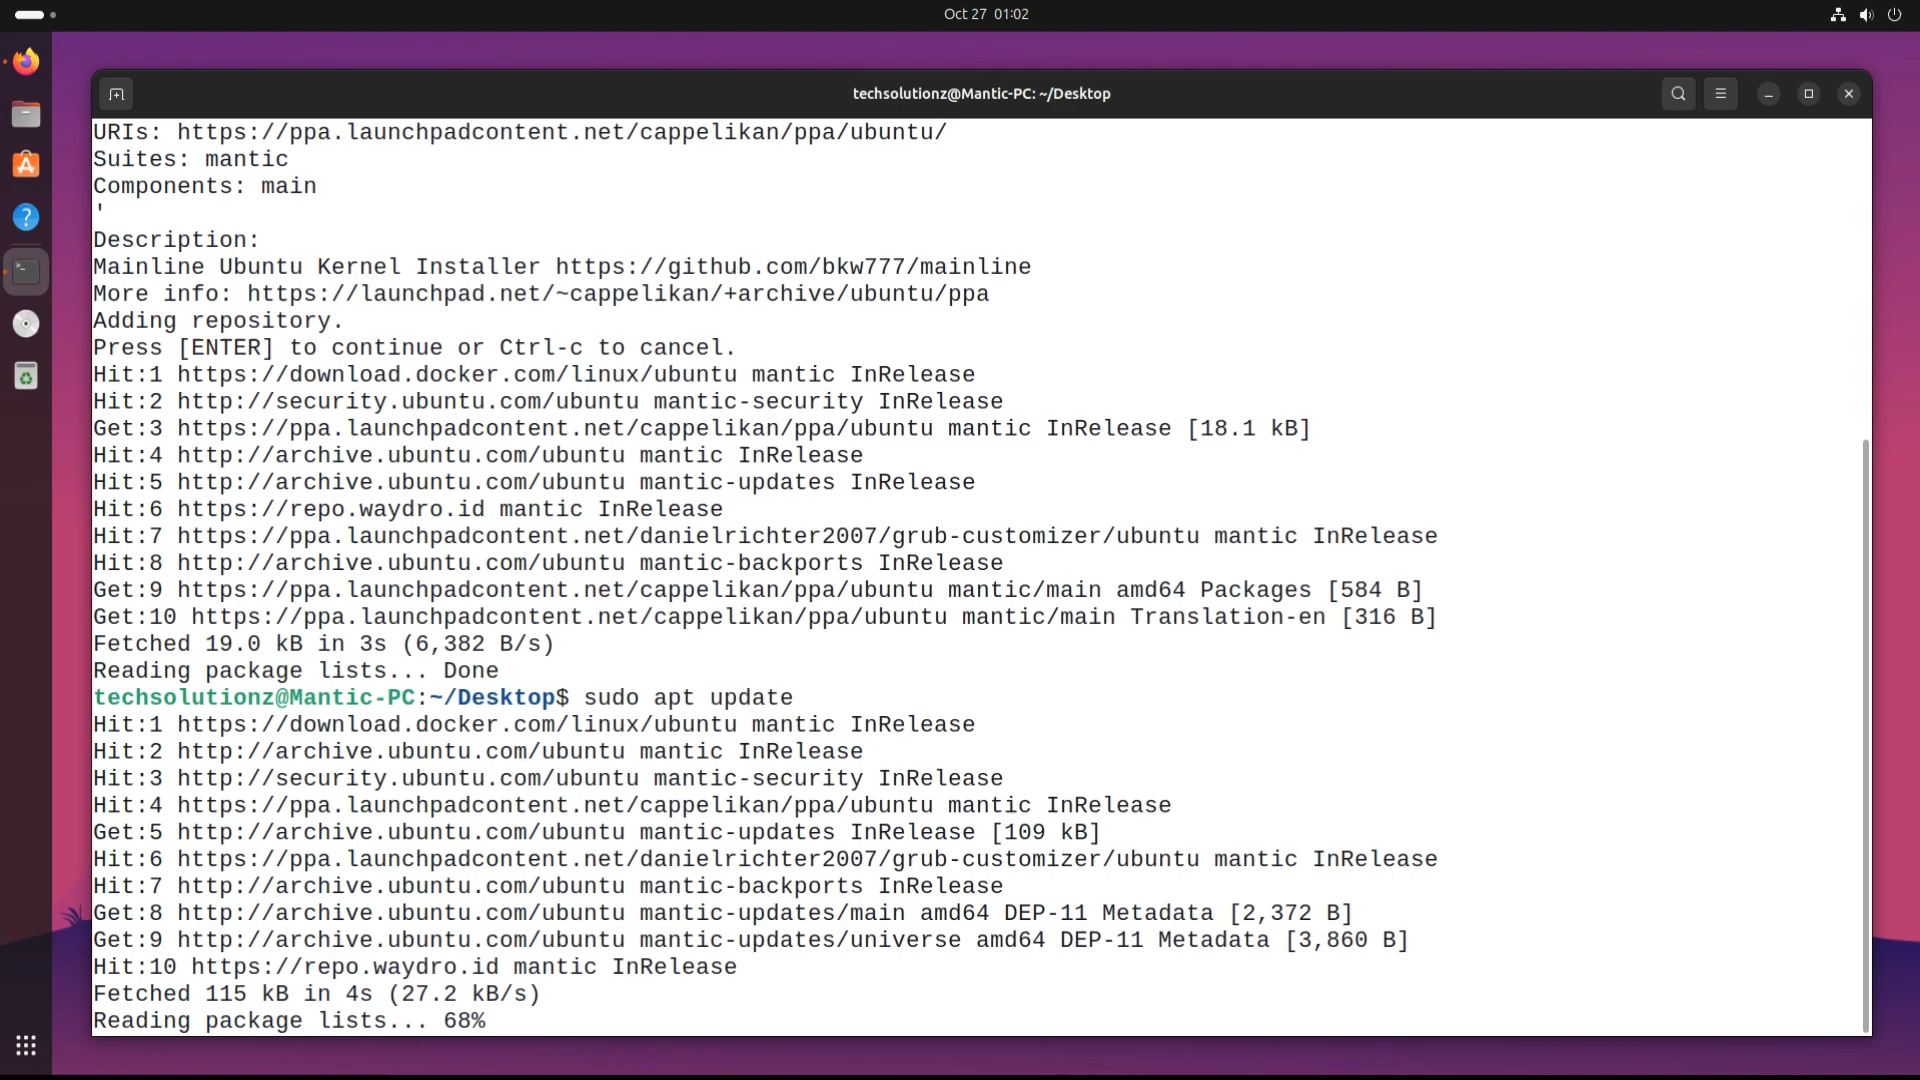 Oct 27 01:02
techsolutionz@Mantic-PC: ~/Desktop
URIs: https://ppa.launchpadcontent.net/cappelikan/ppa/ubuntu/
Suites: mantic
Components: main
'
Description:
Mainline Ubuntu Kernel Installer https://github.com/bkw777/mainline
More info: https://launchpad.net/~cappelikan/+archive/ubuntu/ppa
Adding repository.
Press [ENTER] to continue or Ctrl-c to cancel.
Hit:1 https://download.docker.com/linux/ubuntu mantic InRelease
Hit:2 http://security.ubuntu.com/ubuntu mantic-security InRelease
Get:3 https://ppa.launchpadcontent.net/cappelikan/ppa/ubuntu mantic InRelease [18.1 kB]
Hit:4 http://archive.ubuntu.com/ubuntu mantic InRelease
Hit:5 http://archive.ubuntu.com/ubuntu mantic-updates InRelease
Hit:6 https://repo.waydro.id mantic InRelease
Hit:7 https://ppa.launchpadcontent.net/danielrichter2007/grub-customizer/ubuntu mantic InRelease
Hit:8 http://archive.ubuntu.com/ubuntu mantic-backports InRelease
Get:9 https://ppa.launchpadcontent.net/cappelikan/ppa/ubuntu mantic/main amd64 Packages [584 B]
Get:10 https://ppa.launchpadcontent.net/cappelikan/ppa/ubuntu mantic/main Translation-en [316 B]
Fetched 19.0 kB in 3s (6,382 B/s)
Reading package lists... Done
techsolutionz@Mantic-PC:~/Desktop$ sudo apt update
Hit:1 https://download.docker.com/linux/ubuntu mantic InRelease
Hit:2 http://archive.ubuntu.com/ubuntu mantic InRelease
Hit:3 http://security.ubuntu.com/ubuntu mantic-security InRelease
Hit:4 https://ppa.launchpadcontent.net/cappelikan/ppa/ubuntu mantic InRelease
Get:5 http://archive.ubuntu.com/ubuntu mantic-updates InRelease [109 kB]
Hit:6 https://ppa.launchpadcontent.net/danielrichter2007/grub-customizer/ubuntu mantic InRelease
Hit:7 http://archive.ubuntu.com/ubuntu mantic-backports InRelease
Get:8 http://archive.ubuntu.com/ubuntu mantic-updates/main amd64 DEP-11 Metadata [2,372 B]
Get:9 http://archive.ubuntu.com/ubuntu mantic-updates/universe amd64 DEP-11 Metadata [3,860 B]
Hit:10 https://repo.waydro.id mantic InRelease
Fetched 115 kB in 4s (27.2 kB/s)
Reading package lists... 68%